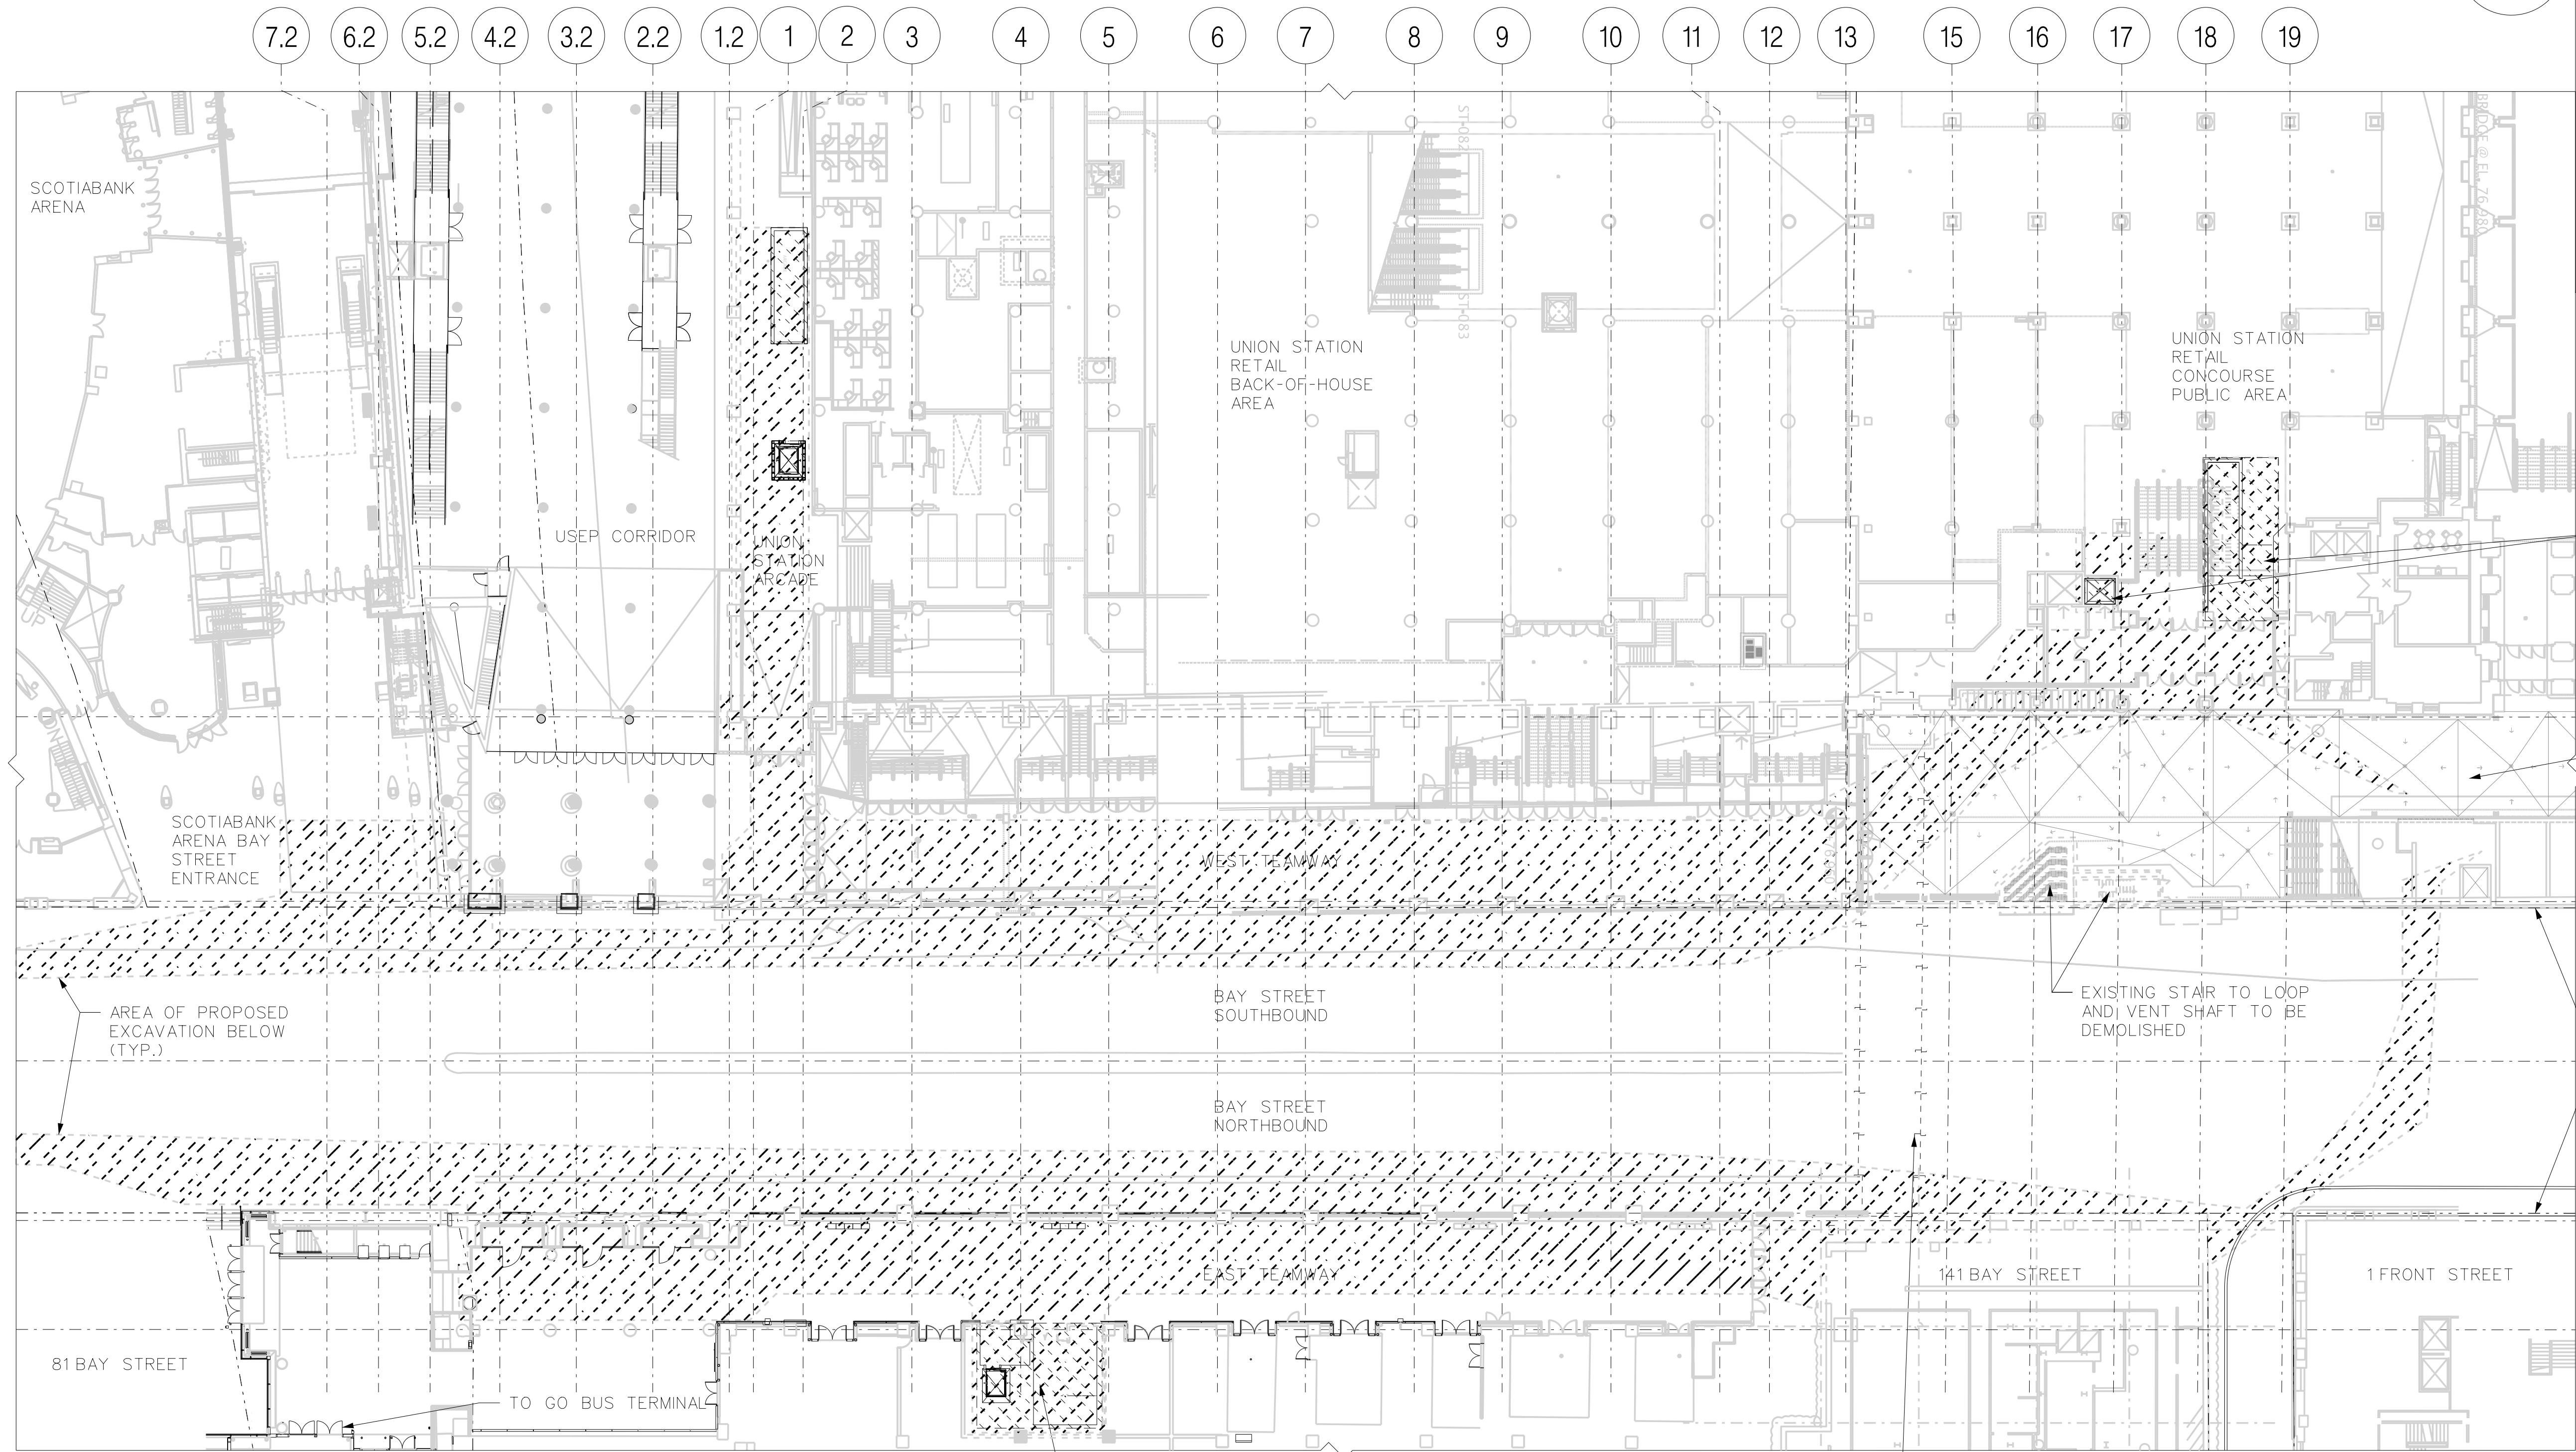 7.2 6.2 5.2 4.2 3.2 2.2 1.2 1 2 3 4 5 6 7 8 9 10 11 12 13 15 16 17 18 19
SCOTIABANK
ARENA
ST-082
ST-083
UNION STATION
RETAIL
BACK-OF-HOUSE
AREA
UNION STATION
RETAIL
CONCOURSE
PUBLIC AREA
USEP CORRIDOR
UNION
STATION
ARCADE
UP
SCOTIABANK
ARENA BAY
STREET
ENTRANCE
WEST TEAMWAY
AREA OF PROPOSED
EXCAVATION BELOW
(TYP.)
BAY STREET
SOUTHBOUND
EXISTING STAIR TO LOOP
AND VENT SHAFT TO BE
DEMOLISHED
BAY STREET
NORTHBOUND
EAST TEAMWAY
141 BAY STREET
1 FRONT STREET
81 BAY STREET
TO GO BUS TERMINAL